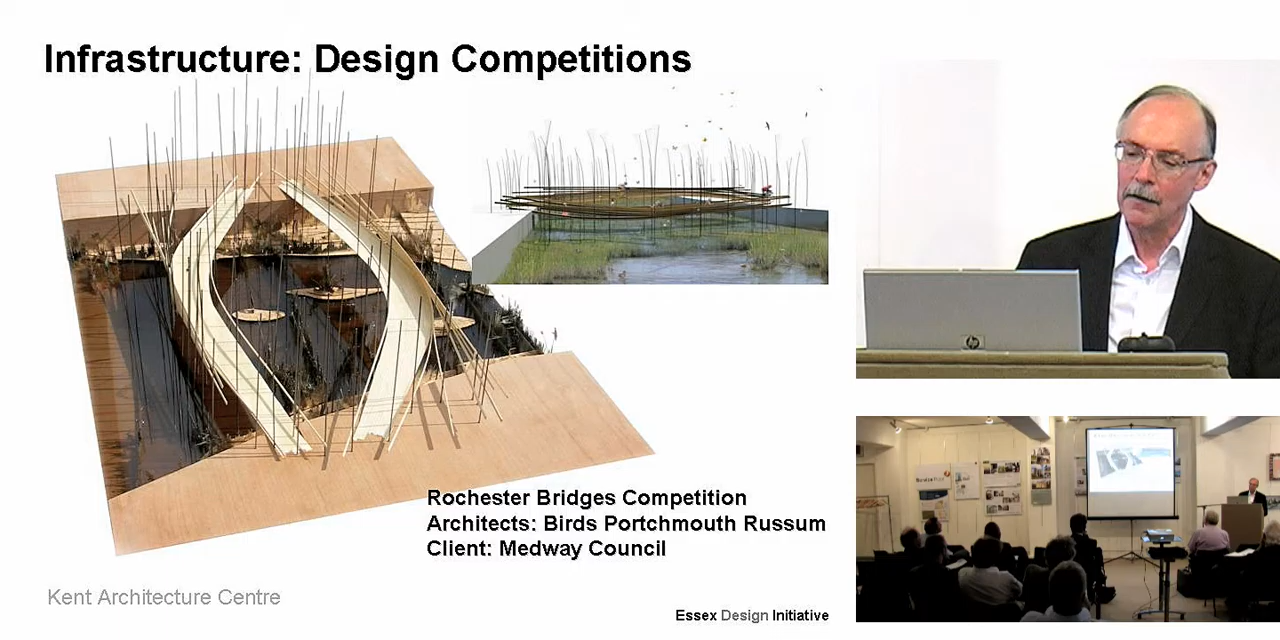 Infrastructure: Design Competitions
Rochester Bridges Competition
Architects: Birds Portchmouth Russum
Client: Medway Council
Kent Architecture Centre
Essex Design Initiative
hp